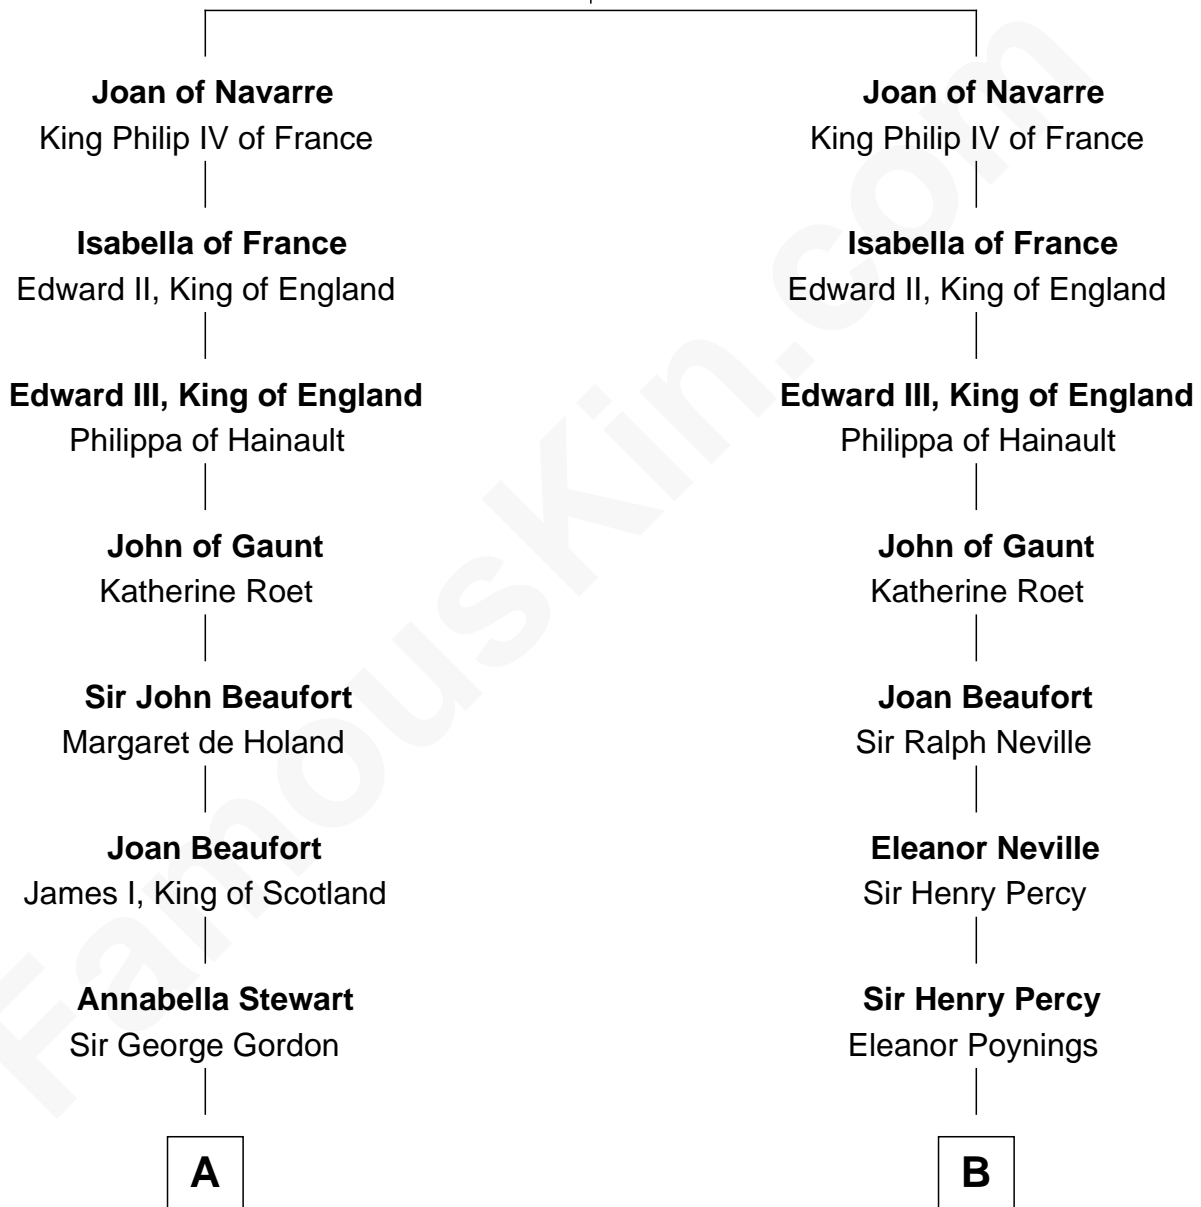 Joan of Navarre
King Philip IV of France
Isabella of France
Edward II, King of England
Edward III, King of England
Philippa of Hainault
John of Gaunt
Katherine Roet
Sir John Beaufort
Margaret de Holand
Joan Beaufort
James I, King of Scotland
Annabella Stewart
Sir George Gordon
A
Joan of Navarre
King Philip IV of France
Isabella of France
Edward II, King of England
Edward III, King of England
Philippa of Hainault
John of Gaunt
Katherine Roet
Joan Beaufort
Sir Ralph Neville
Eleanor Neville
Sir Henry Percy
Sir Henry Percy
Eleanor Poynings
B
FamousKin.com